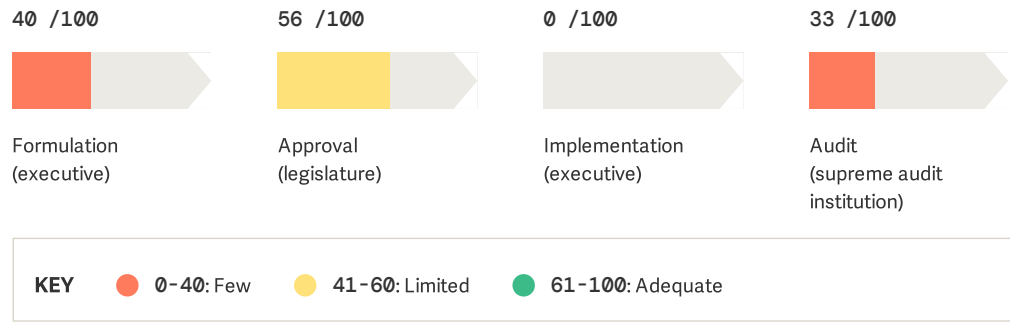 40 /100
56 /100
0 /100
33 /100
Formulation
(executive)
Approval
(legislature)
Implementation
(executive)
Audit
(supreme audit
institution)
KEY
0-40: Few
41-60: Limited
61-100: Adequate